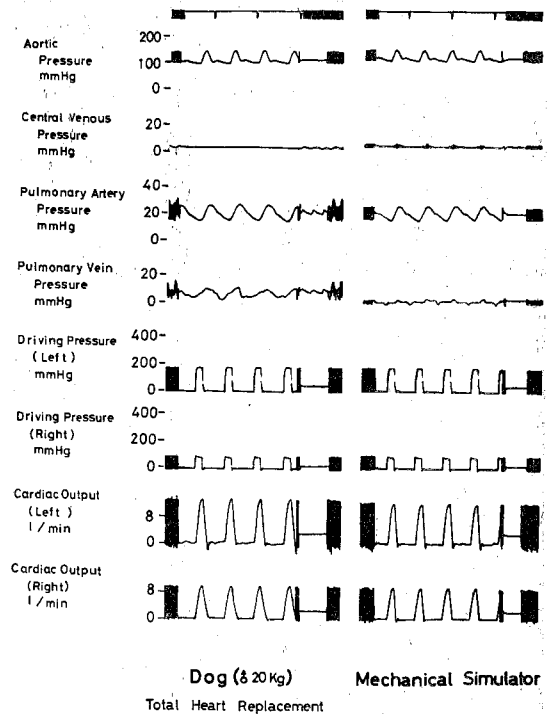 Aortic
Pressure
mmHg
200
100
0
Central Venous
Pressure
mmHg
20
0
Pulmonary Artery
Pressure
mmHg
40
20
0
Pulmonary Vein
Pressure
mmHg
20
0
Driving Pressure
(Left)
mmHg
400
200
0
Driving Pressure
(Right)
mmHg
400
200
0
Cardiac Output
(Left)
l/min
8
0
Cardiac Output
(Right)
l/min
8
0
Dog (♂ 20Kg)
Mechanical Simulator
Total Heart Replacement